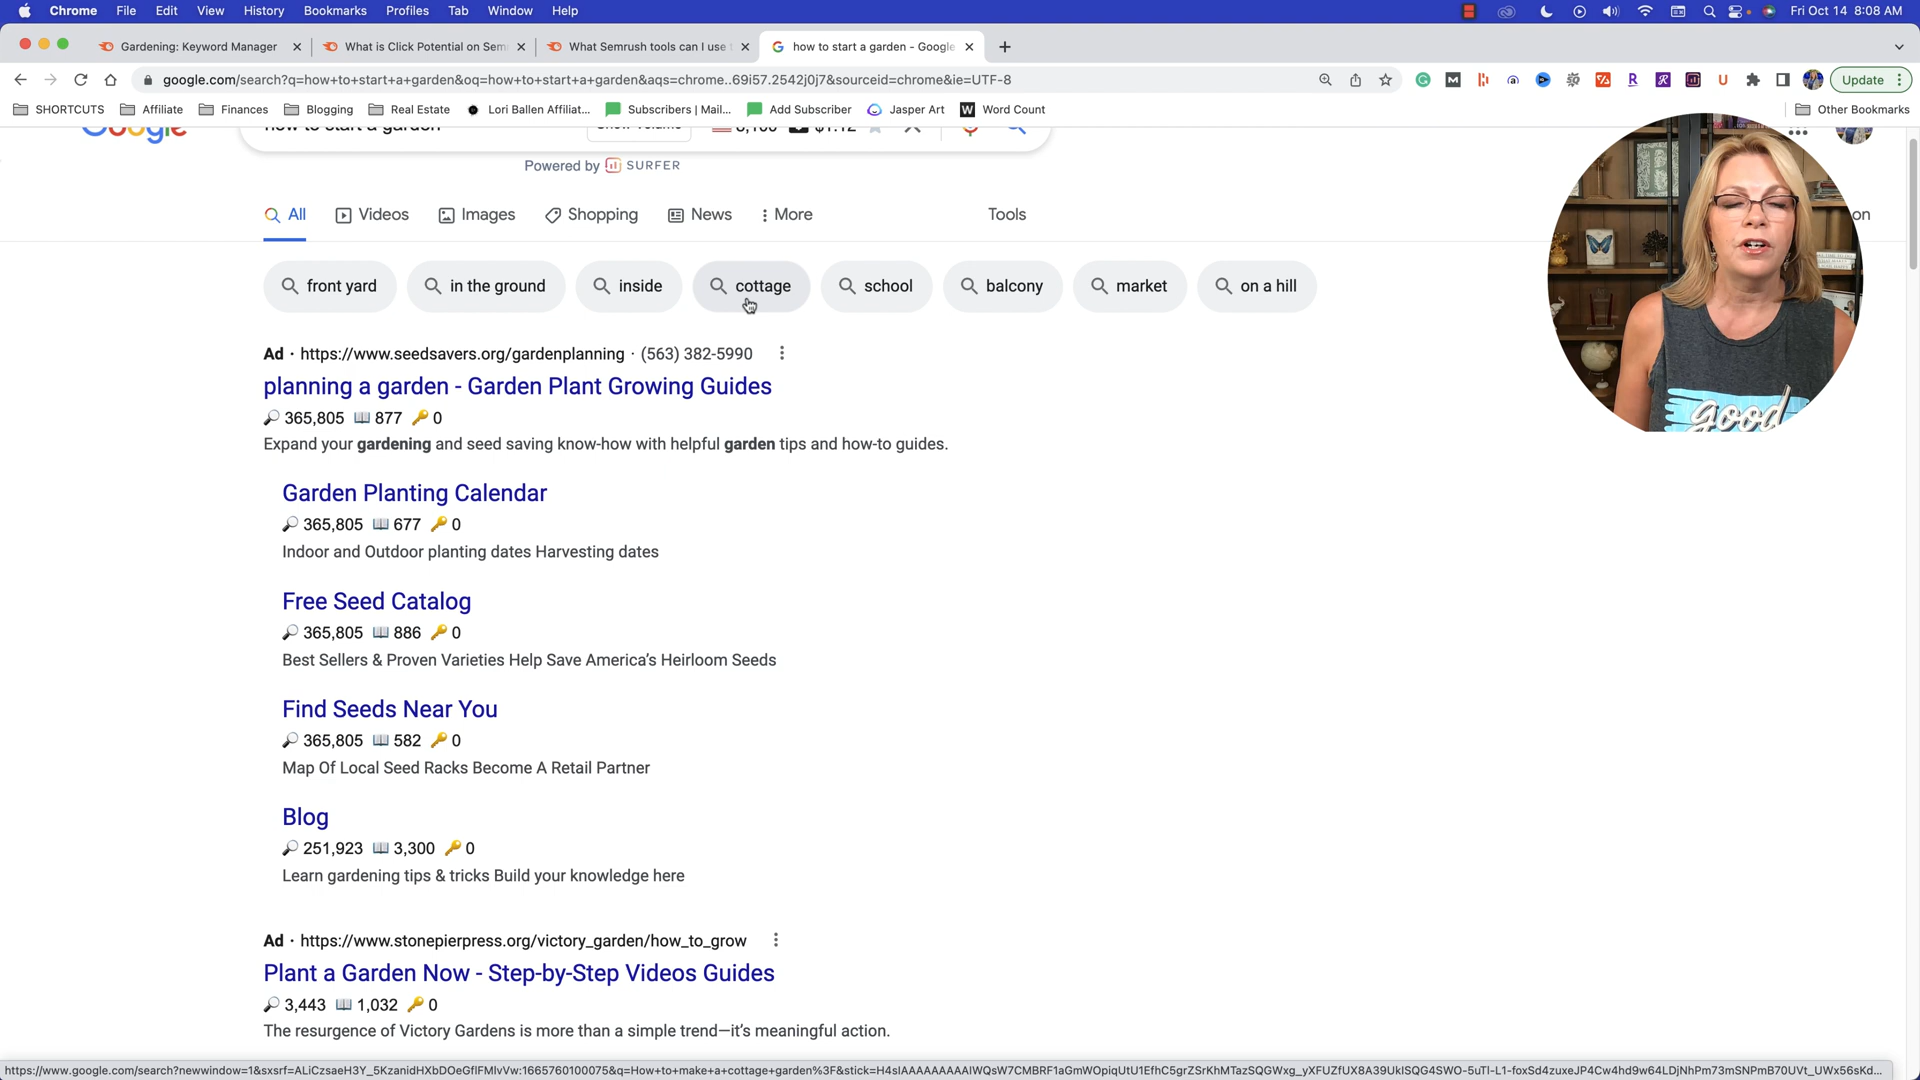 Chrome File Edit View History Bookmarks Profiles Tab Window Help Fri Oct 14 8:08 AM
Gardening: Keyword Manager What is Click Potential on Sem What Semrush tools can I use how to start a garden - Google
google.com/search?q=how+to+start+a+garden&oq=how+to+start+a+garden&aqs=chrome..69i57.2542j0j7&sourceid=chrome&ie=UTF-8 Update
SHORTCUTS Affiliate Finances Blogging Real Estate Lori Ballen Affiliat... Subscribers | Mail... Add Subscriber Jasper Art Word Count Other Bookmarks
Google how to start a garden Show volume
Powered by SURFER
All Videos Images Shopping News More Tools on
front yard in the ground inside cottage school balcony market on a hill
Ad · https://www.seedsavers.org/gardenplanning · (563) 382-5990
planning a garden - Garden Plant Growing Guides
365,805 877 0
Expand your gardening and seed saving know-how with helpful garden tips and how-to guides.
Garden Planting Calendar
365,805 677 0
Indoor and Outdoor planting dates Harvesting dates
Free Seed Catalog
365,805 886 0
Best Sellers & Proven Varieties Help Save America's Heirloom Seeds
Find Seeds Near You
365,805 582 0
Map Of Local Seed Racks Become A Retail Partner
Blog
251,923 3,300 0
Learn gardening tips & tricks Build your knowledge here
Ad · https://www.stonepierpress.org/victory_garden/how_to_grow
Plant a Garden Now - Step-by-Step Videos Guides
3,443 1,032 0
The resurgence of Victory Gardens is more than a simple trend—it's meaningful action.
good